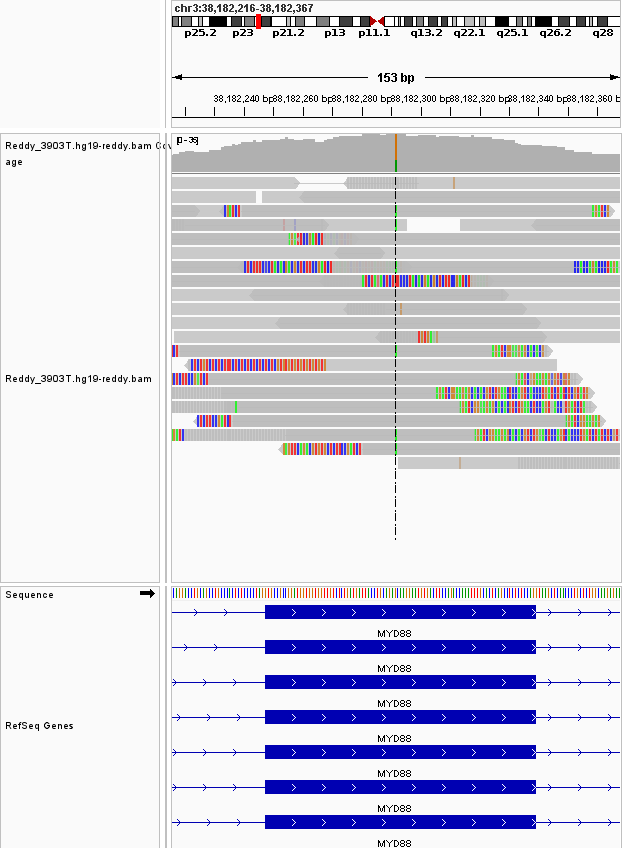 chr3:38,182,216-38,182,367
p25.2 p23 p21.2 p13 p11.1 q13.2 q22.1 q25.1 q26.2 q28
153 bp
38,182,240 bp 38,182,260 bp 38,182,280 bp 38,182,300 bp 38,182,320 bp 38,182,340 bp 38,182,360 b
Reddy_3903T.hg19-reddy.bam Cov
age
[0-36]
Reddy_3903T.hg19-reddy.bam
Sequence
MYD88
MYD88
MYD88
RefSeq Genes
MYD88
MYD88
MYD88
MYD88